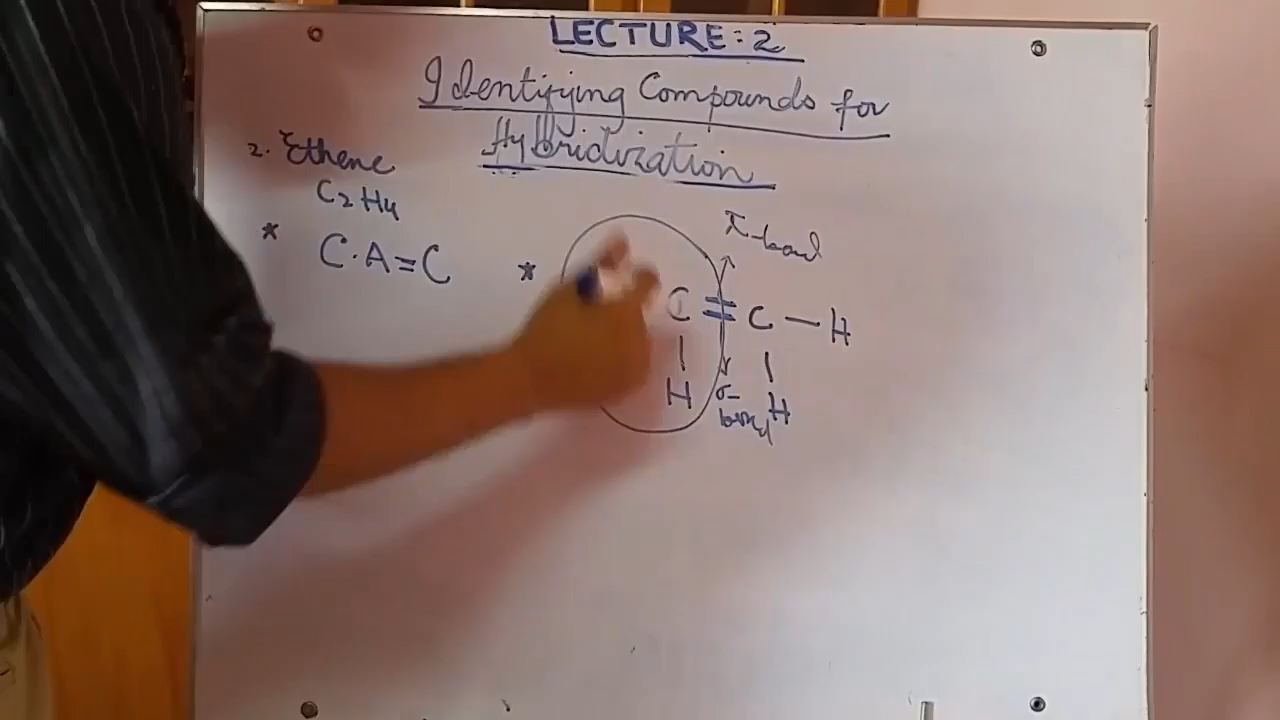 LECTURE: 2
Identifying Compounds for
Hybridization
2. Ethene
C2H4
* C.A=C
*
π-bond
C = C — H
H
H
σ-
bond